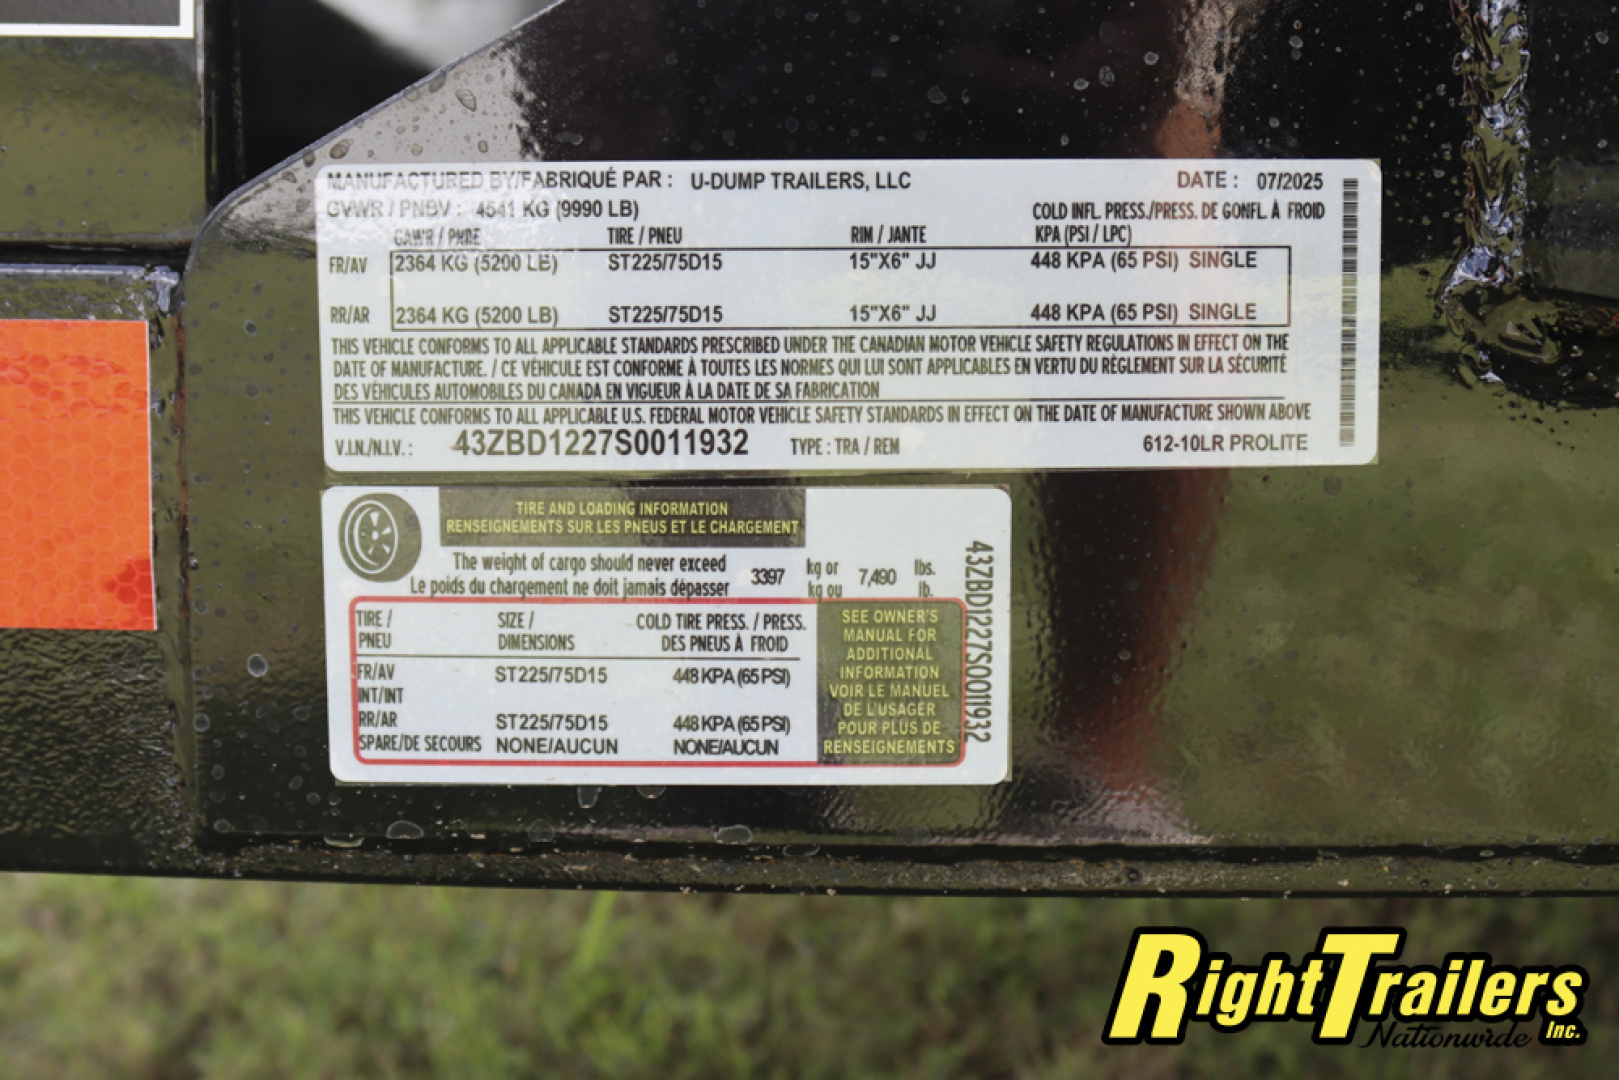 MANUFACTURED BY/FABRIQUÉ PAR : U-DUMP TRAILERS, LLC DATE : 07/2025
GVWR / PNBV : 4541 KG (9990 LB) COLD INFL. PRESS./PRESS. DE GONFL. À FROID
GAWR / PNBE TIRE / PNEU RIM / JANTE KPA (PSI / LPC)
FR/AV 2364 KG (5200 LB) ST225/75D15 15"X6" JJ 448 KPA (65 PSI) SINGLE
RR/AR 2364 KG (5200 LB) ST225/75D15 15"X6" JJ 448 KPA (65 PSI) SINGLE
THIS VEHICLE CONFORMS TO ALL APPLICABLE STANDARDS PRESCRIBED UNDER THE CANADIAN MOTOR VEHICLE SAFETY REGULATIONS IN EFFECT ON THE
DATE OF MANUFACTURE. / CE VÉHICULE EST CONFORME À TOUTES LES NORMES QUI LUI SONT APPLICABLES EN VERTU DU RÈGLEMENT SUR LA SÉCURITÉ
DES VÉHICULES AUTOMOBILES DU CANADA EN VIGUEUR À LA DATE DE SA FABRICATION
THIS VEHICLE CONFORMS TO ALL APPLICABLE U.S. FEDERAL MOTOR VEHICLE SAFETY STANDARDS IN EFFECT ON THE DATE OF MANUFACTURE SHOWN ABOVE
V.I.N./N.I.V. : 43ZBD1227S0011932 TYPE : TRA / REM 612-10LR PROLITE
TIRE AND LOADING INFORMATION
RENSEIGNEMENTS SUR LES PNEUS ET LE CHARGEMENT
The weight of cargo should never exceed 3397 kg or 7,490 lbs.
Le poids du chargement ne doit jamais dépasser kg ou lb.
TIRE / SIZE / COLD TIRE PRESS. / PRESS.
PNEU DIMENSIONS DES PNEUS À FROID
FR/AV ST225/75D15 448 KPA (65 PSI)
INT/INT
RR/AR ST225/75D15 448 KPA (65 PSI)
SPARE/DE SECOURS NONE/AUCUN NONE/AUCUN
SEE OWNER'S
MANUAL FOR
ADDITIONAL
INFORMATION
VOIR LE MANUEL
DE L'USAGER
POUR PLUS DE
RENSEIGNEMENTS
43ZBD1227S0011932
RightTrailers
Nationwide Inc.